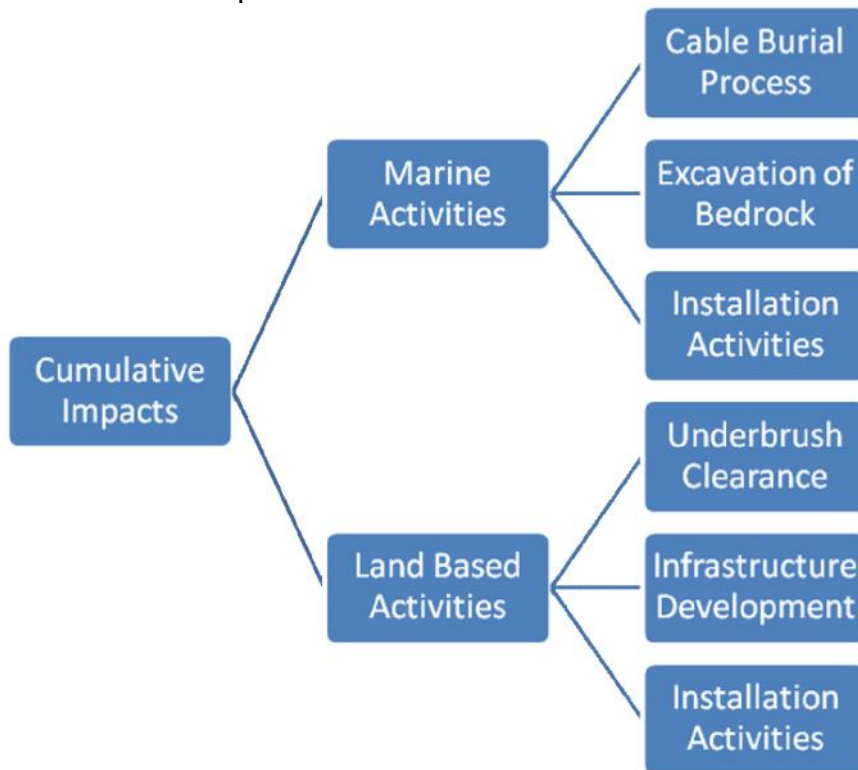 Cable Burial
Process
Marine
Activities
Excavation of
Bedrock
Installation
Activities
Cumulative
Impacts
Underbrush
Clearance
Land Based
Activities
Infrastructure
Development
Installation
Activities